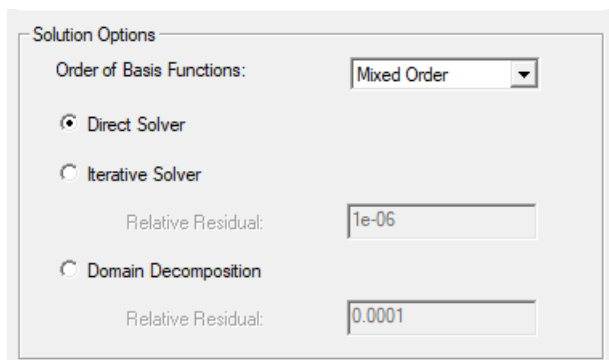 Solution Options
Order of Basis Functions: Mixed Order
Direct Solver
Iterative Solver
Relative Residual: 1e-06
Domain Decomposition
Relative Residual: 0.0001